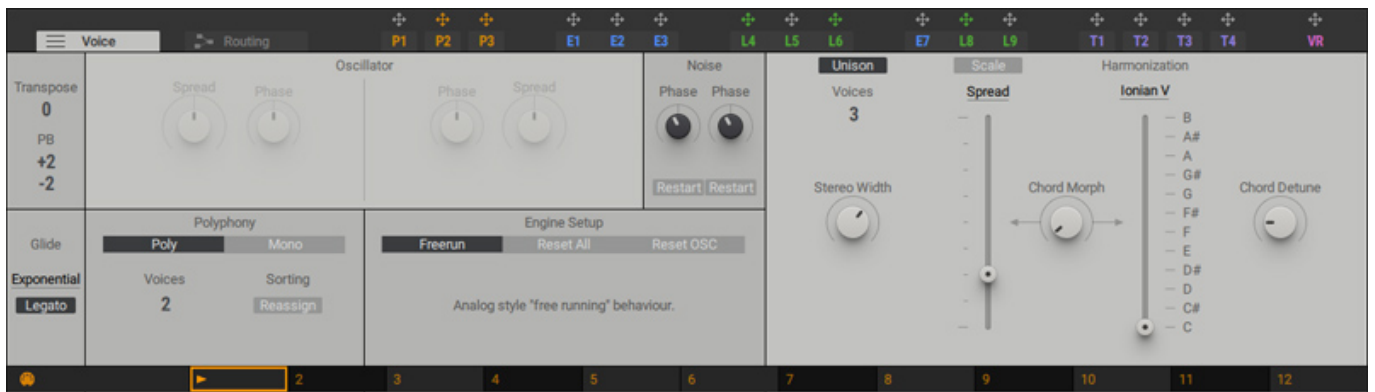 Voice Routing P1 P2 P3 E1 E2 E3 L4 L5 L6 E7 L8 L9 T1 T2 T3 T4 VR
Oscillator Noise Unison Scale Harmonization
Transpose Spread Phase Phase Spread Phase Phase Voices Spread Ionian V
0 3
PB
+2
-2
Restart Restart
B
A#
A
G#
G
F#
F
E
D#
D
C#
C
Stereo Width Chord Morph Chord Detune
Polyphony Engine Setup
Glide Poly Mono Freerun Reset All Reset OSC
Exponential Voices Sorting
Legato 2 Reassign Analog style "free running" behaviour.
2 3 4 5 6 7 8 9 10 11 12